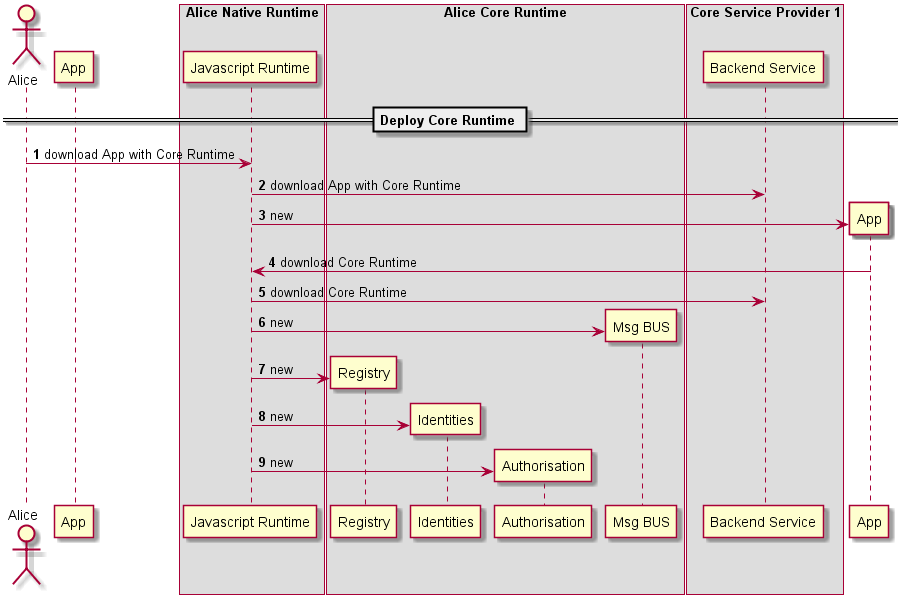 Alice Native Runtime
Alice Core Runtime
Core Service Provider 1
Alice
App
Javascript Runtime
Backend Service
Deploy Core Runtime
1 download App with Core Runtime
2 download App with Core Runtime
3 new
App
4 download Core Runtime
5 download Core Runtime
6 new
Msg BUS
7 new
Registry
8 new
Identities
9 new
Authorisation
Alice
App
Javascript Runtime
Registry
Identities
Authorisation
Msg BUS
Backend Service
App